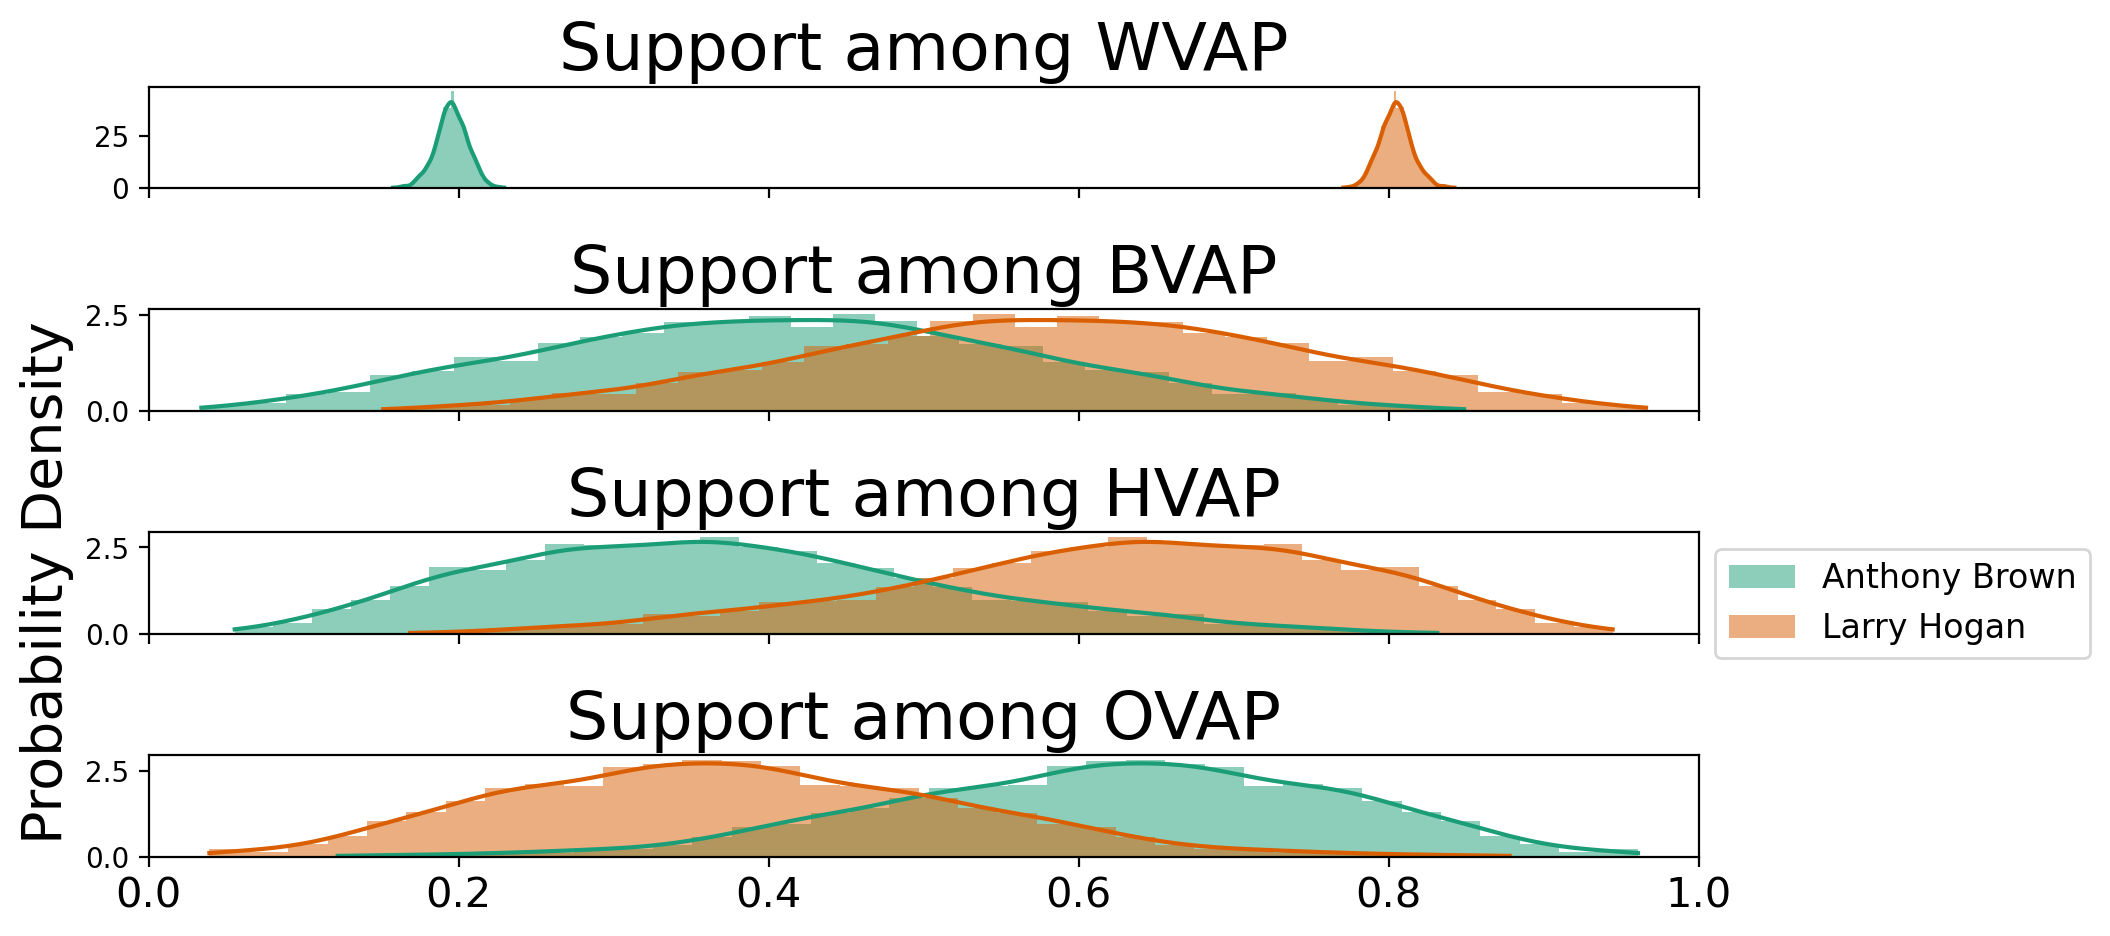 Support among WVAP
25
0
Support among BVAP
2.5
0.0
Support among HVAP
2.5
0.0
Support among OVAP
2.5
0.0
0.0 0.2 0.4 0.6 0.8 1.0
Probability Density
Anthony Brown
Larry Hogan